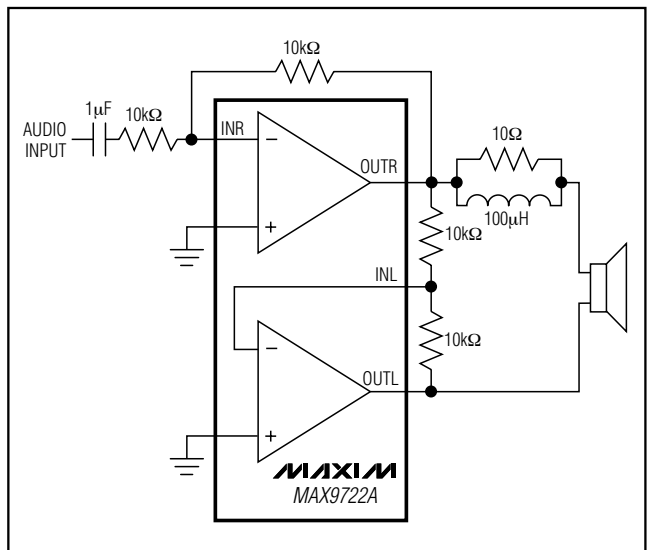 10kΩ
1μF
10kΩ
AUDIO
INPUT
INR
−
+
OUTR
10Ω
100μH
10kΩ
INL
10kΩ
−
+
OUTL
MAXIM
MAX9722A